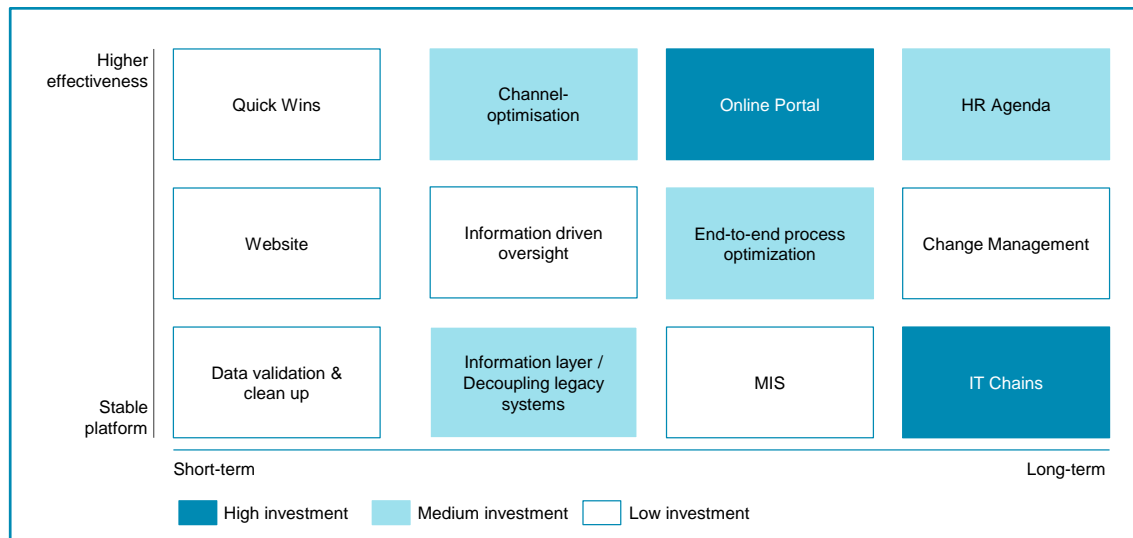 Higher
effectiveness
Quick Wins
Channel-
optimisation
Online Portal
HR Agenda
Website
Information driven
oversight
End-to-end process
optimization
Change Management
Data validation &
clean up
Information layer /
Decoupling legacy
systems
MIS
IT Chains
Stable
platform
Short-term
Long-term
High investment
Medium investment
Low investment